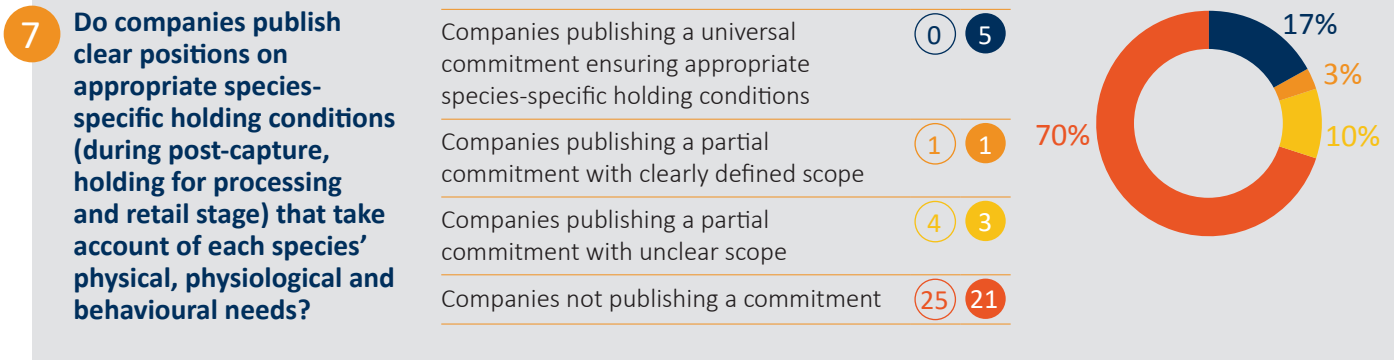 7
Do companies publish
clear positions on
appropriate species-
specific holding conditions
(during post-capture,
holding for processing
and retail stage) that take
account of each species’
physical, physiological and
behavioural needs?
Companies publishing a universal
commitment ensuring appropriate
species-specific holding conditions
0 5
Companies publishing a partial
commitment with clearly defined scope
1 1
Companies publishing a partial
commitment with unclear scope
4 3
Companies not publishing a commitment
25 21
17%
3%
10%
70%